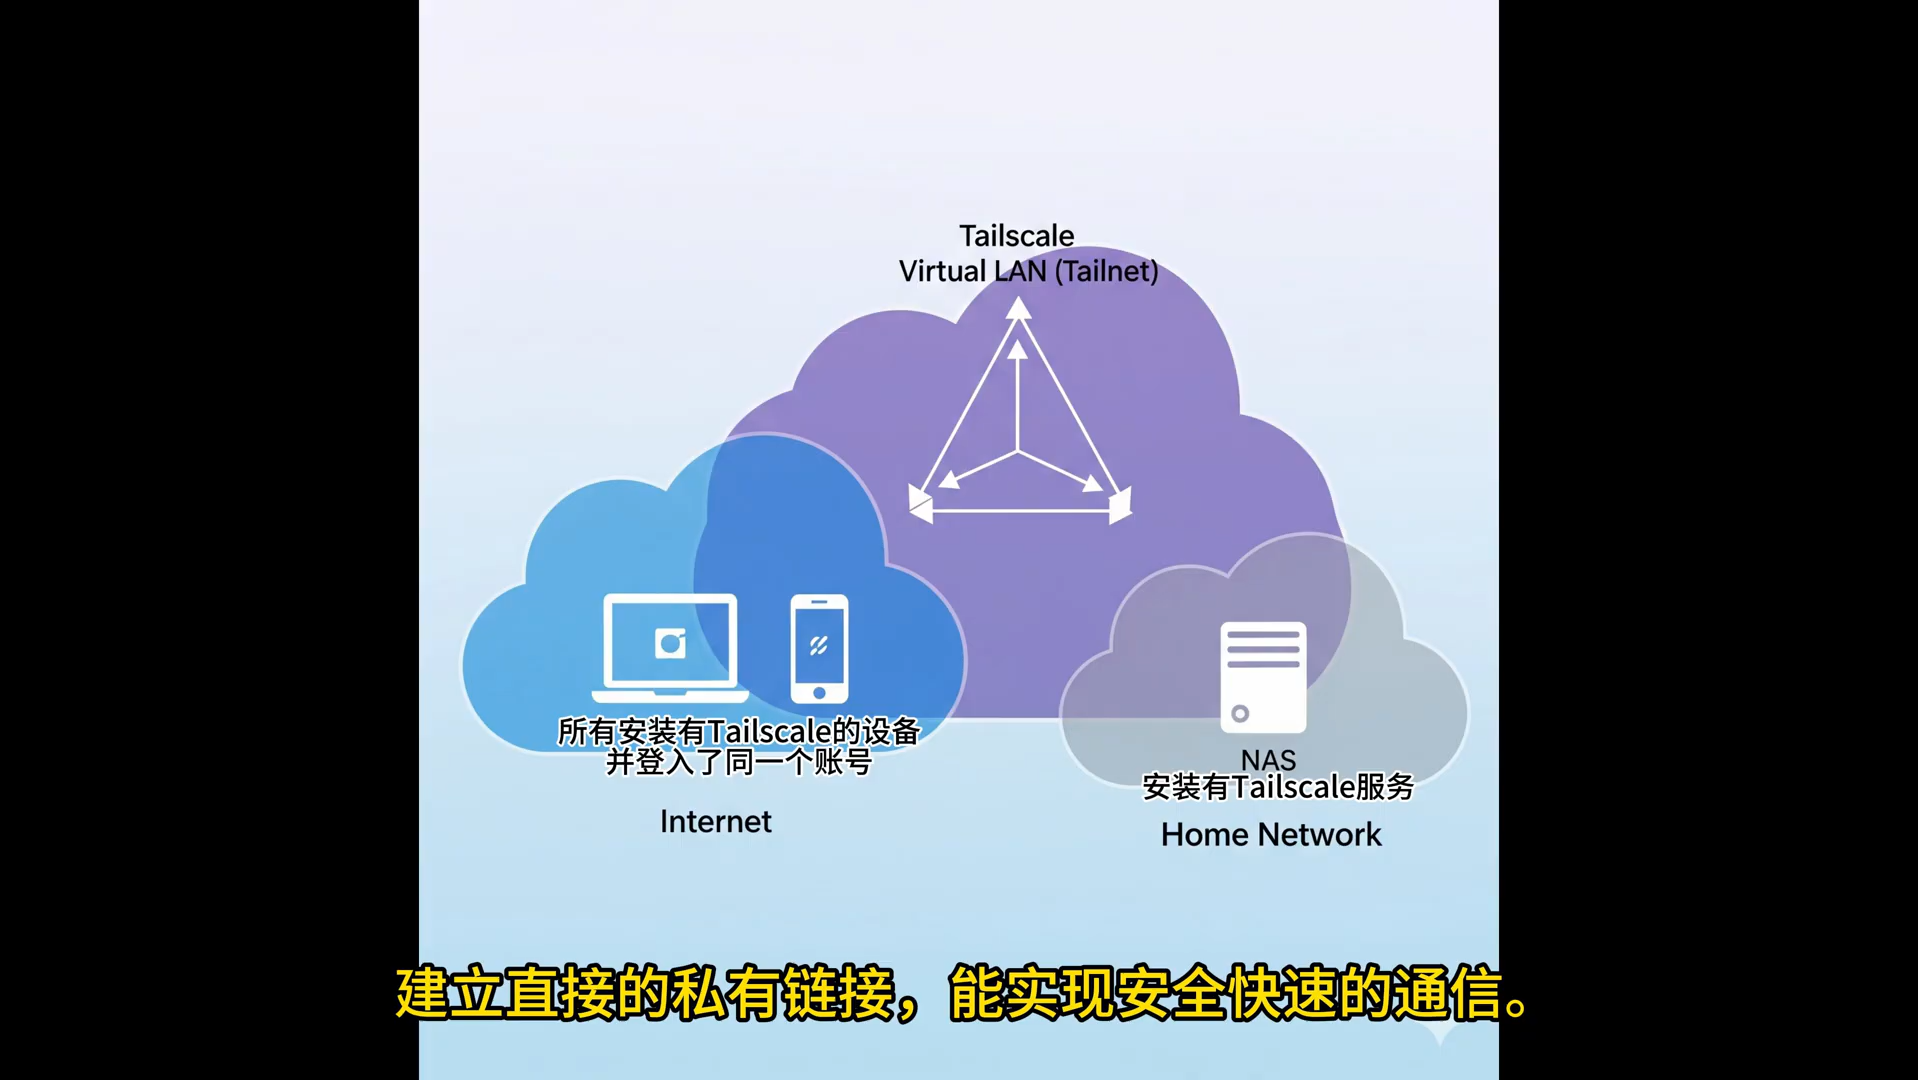 Tailscale
Virtual LAN (Tailnet)
所有安装有Tailscale的设备
并登入了同一个账号
Internet
NAS
安装有Tailscale服务
Home Network
建立直接的私有链接，能实现安全快速的通信。